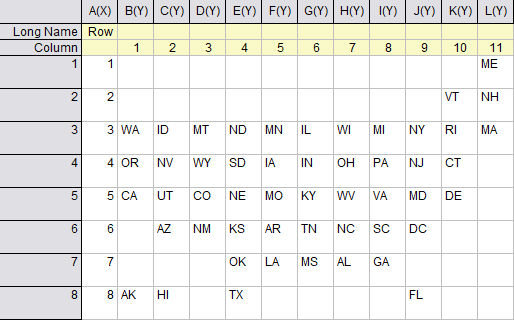 A(X) B(Y) C(Y) D(Y) E(Y) F(Y) G(Y) H(Y) I(Y) J(Y) K(Y) L(Y)
Long Name Row
Column 1 2 3 4 5 6 7 8 9 10 11
1 1 ME
2 2 VT NH
3 3 WA ID MT ND MN IL WI MI NY RI MA
4 4 OR NV WY SD IA IN OH PA NJ CT
5 5 CA UT CO NE MO KY WV VA MD DE
6 6 AZ NM KS AR TN NC SC DC
7 7 OK LA MS AL GA
8 8 AK HI TX FL